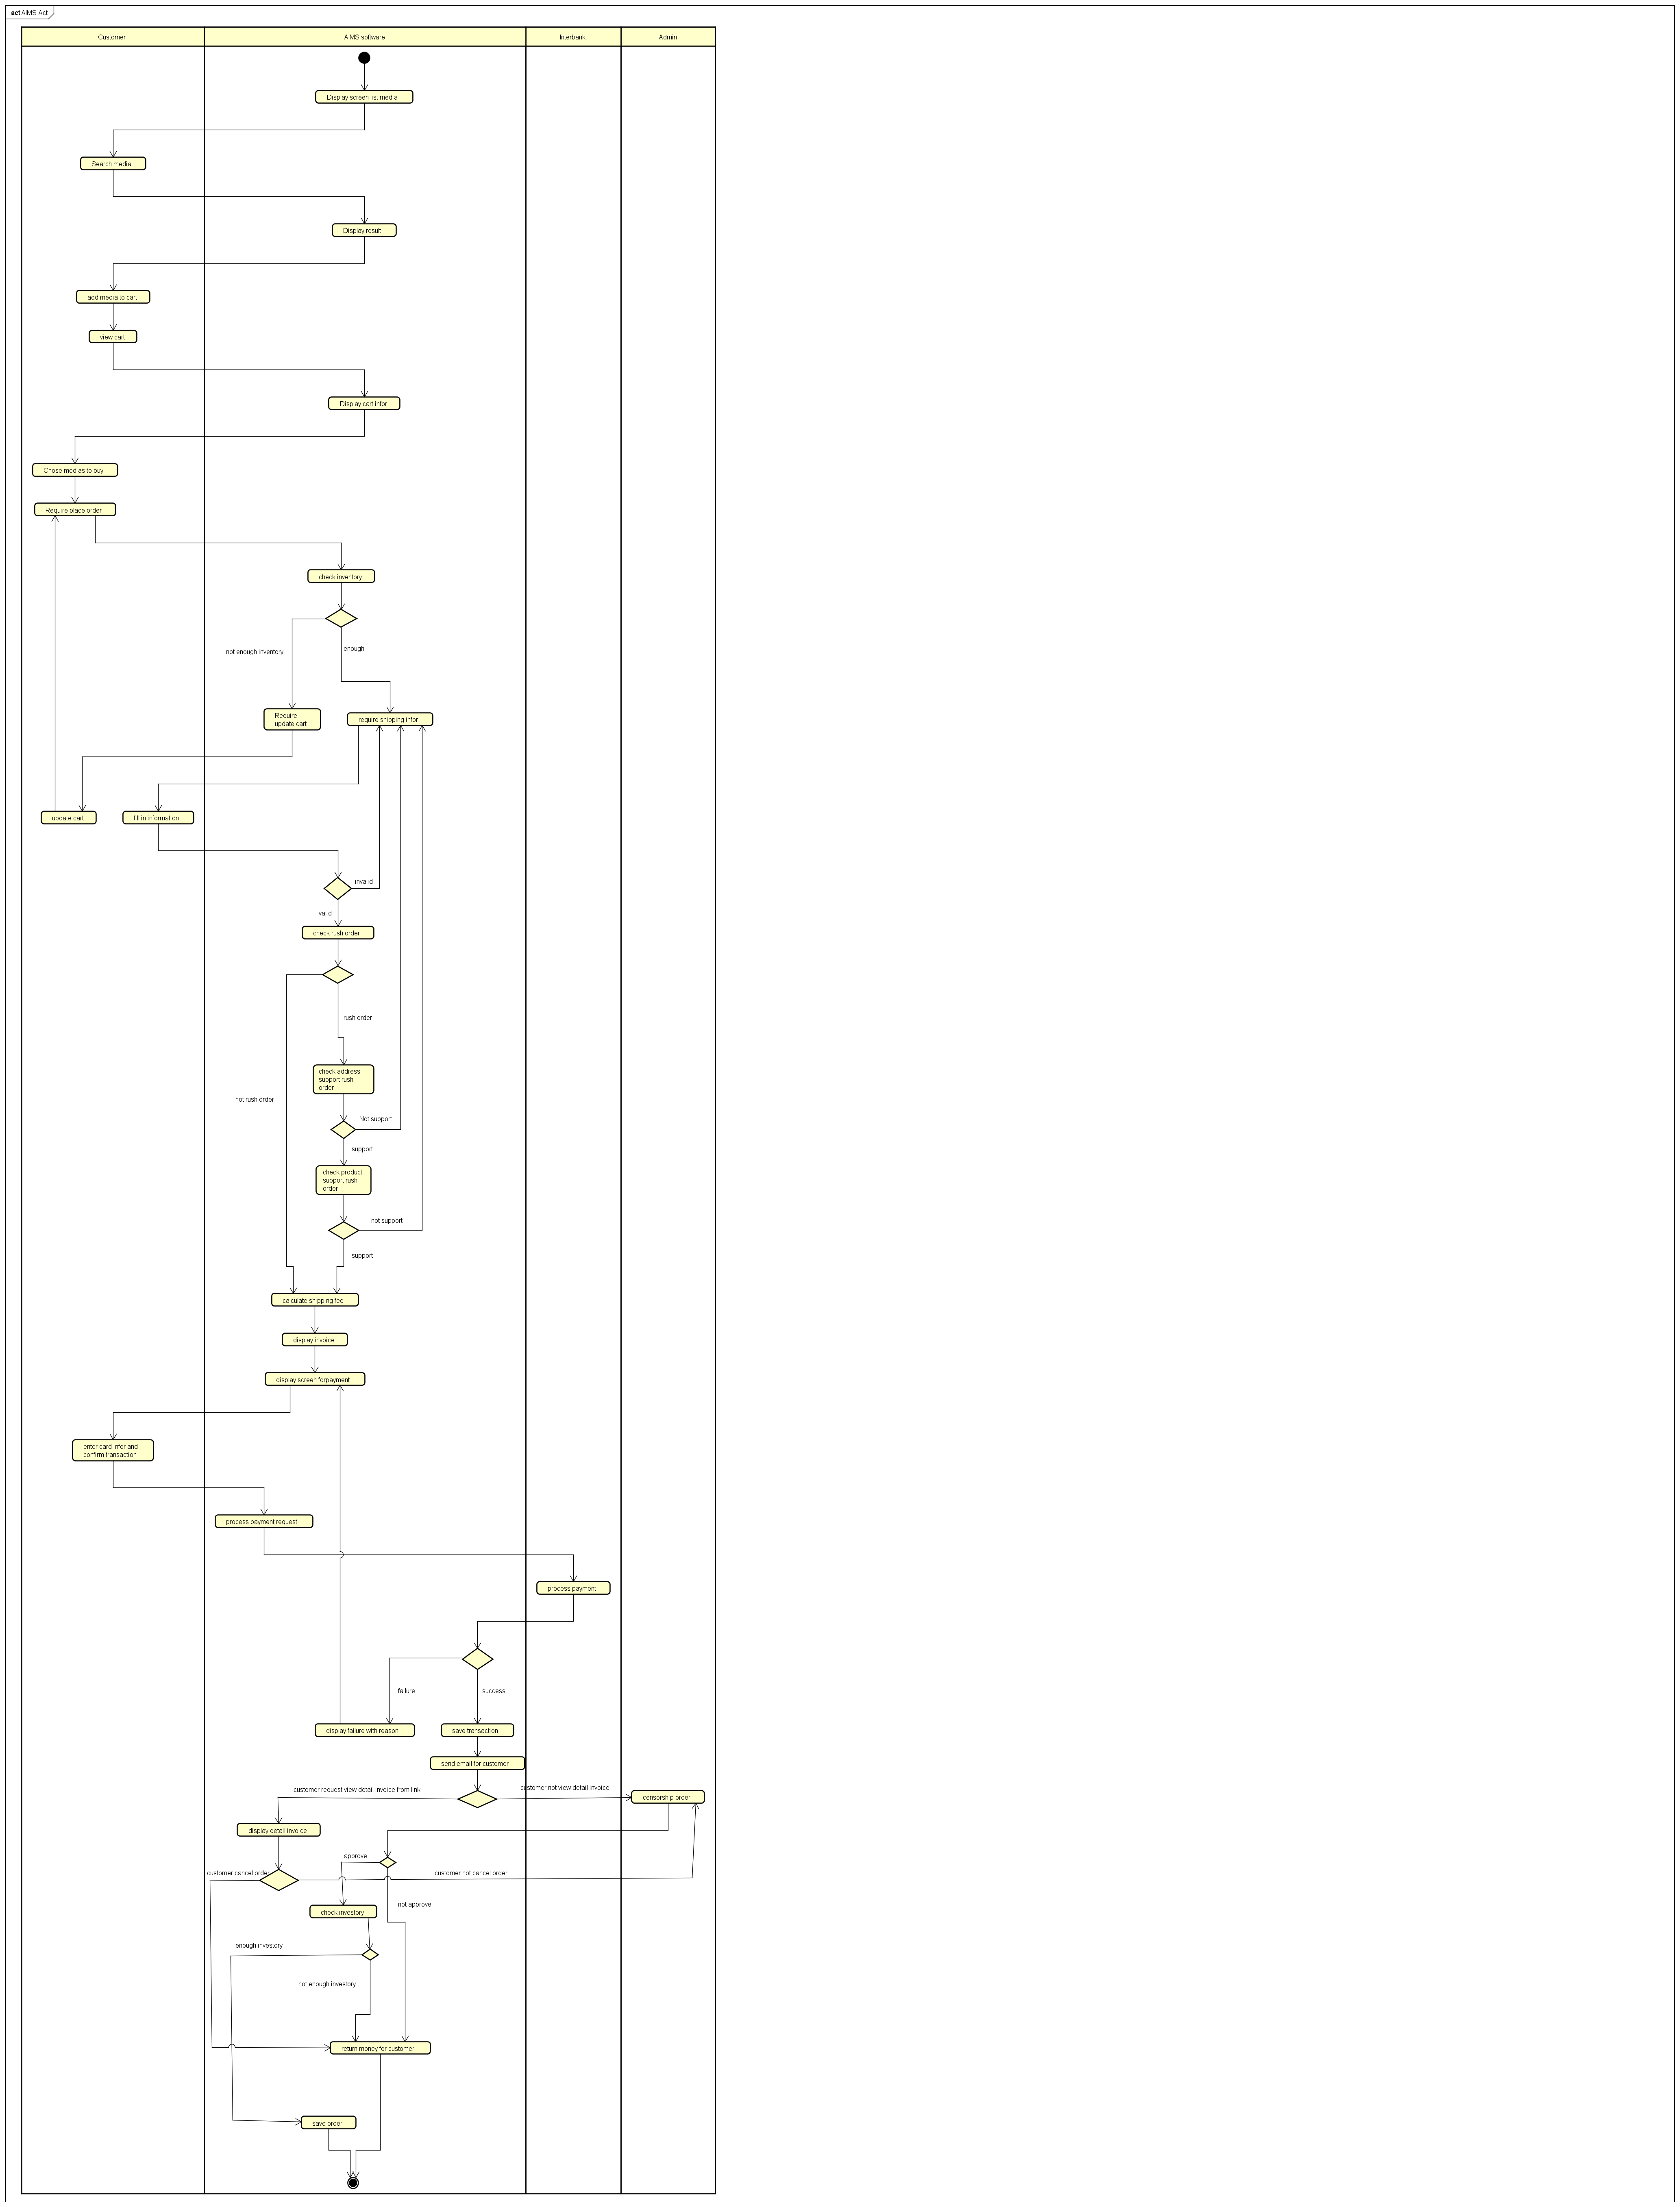 act AIMS Act
Customer
AIMS software
Interbank
Admin
Display screen list media
Search media
Display result
add media to cart
view cart
Display cart infor
Chose medias to buy
Require place order
check inventory
not enough inventory
enough
Require
update cart
require shipping infor
update cart
fill in information
invalid
valid
check rush order
rush order
check address
support rush
order
not rush order
Not support
support
check product
support rush
order
not support
support
calculate shipping fee
display invoice
display screen forpayment
enter card infor and
confirm transaction
process payment request
process payment
failure
success
display failure with reason
save transaction
send email for customer
customer request view detail invoice from link
customer not view detail invoice
censorship order
display detail invoice
approve
customer cancel order
customer not cancel order
not approve
check investory
enough investory
not enough investory
return money for customer
save order